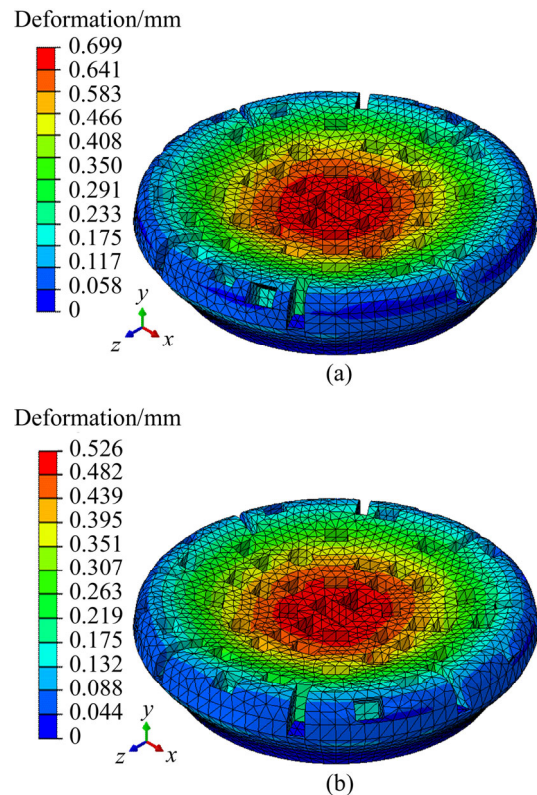 Deformation/mm
0.699
0.641
0.583
0.466
0.408
0.350
0.291
0.233
0.175
0.117
0.058
0
y
z
x
(a)
Deformation/mm
0.526
0.482
0.439
0.395
0.351
0.307
0.263
0.219
0.175
0.132
0.088
0.044
0
y
z
x
(b)